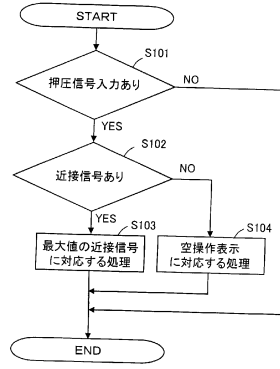 START
S101
押圧信号入力あり
NO
YES
S102
近接信号あり
NO
YES
S103
S104
最大値の近接信号
に対応する処理
空操作表示
に対応する処理
END